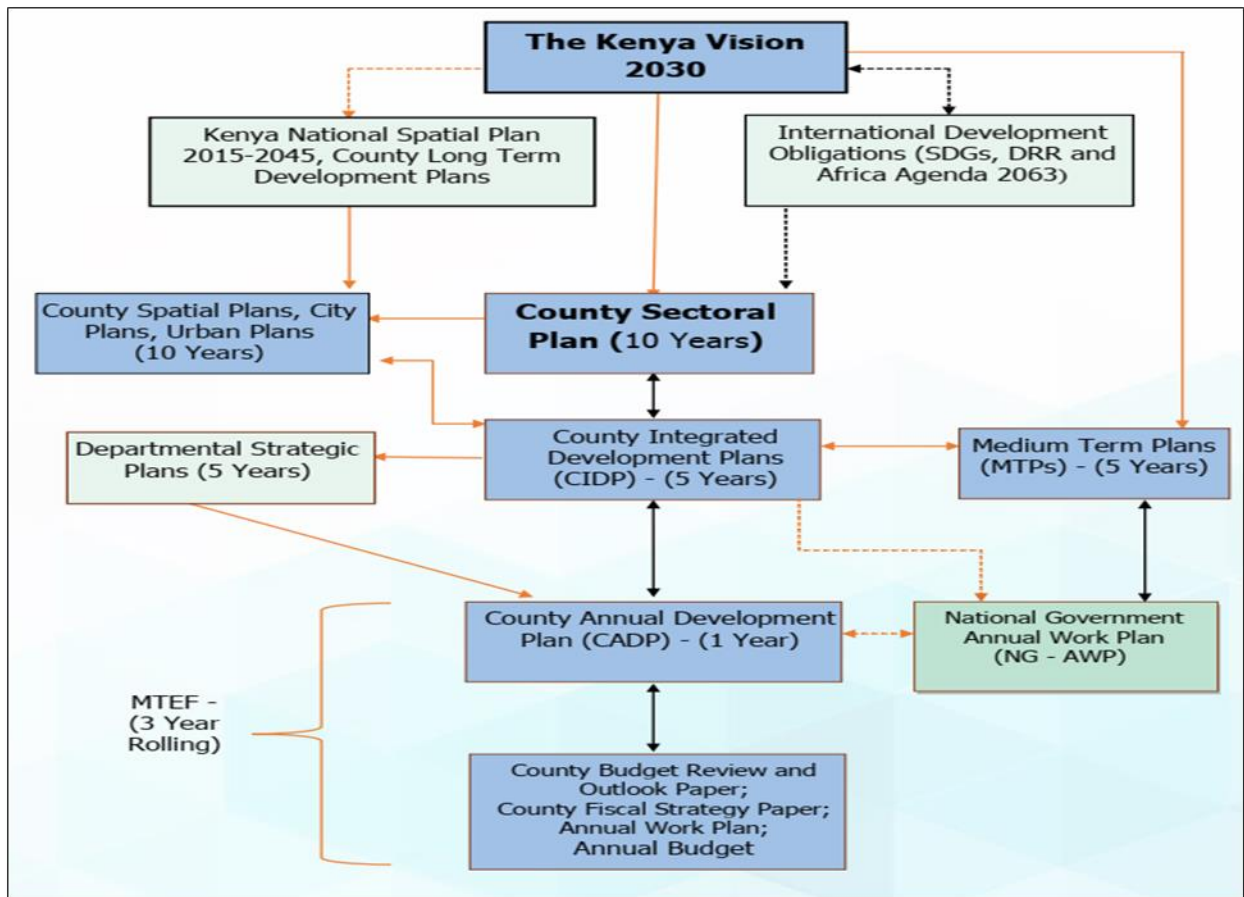 The Kenya Vision
2030
Kenya National Spatial Plan
2015-2045, County Long Term
Development Plans
International Development
Obligations (SDGs, DRR and
Africa Agenda 2063)
County Spatial Plans, City
Plans, Urban Plans
(10 Years)
County Sectoral
Plan (10 Years)
Departmental Strategic
Plans (5 Years)
County Integrated
Development Plans
(CIDP) - (5 Years)
Medium Term Plans
(MTPs) - (5 Years)
County Annual Development
Plan (CADP) - (1 Year)
National Government
Annual Work Plan
(NG - AWP)
MTEF -
(3 Year
Rolling)
County Budget Review and
Outlook Paper;
County Fiscal Strategy Paper;
Annual Work Plan;
Annual Budget